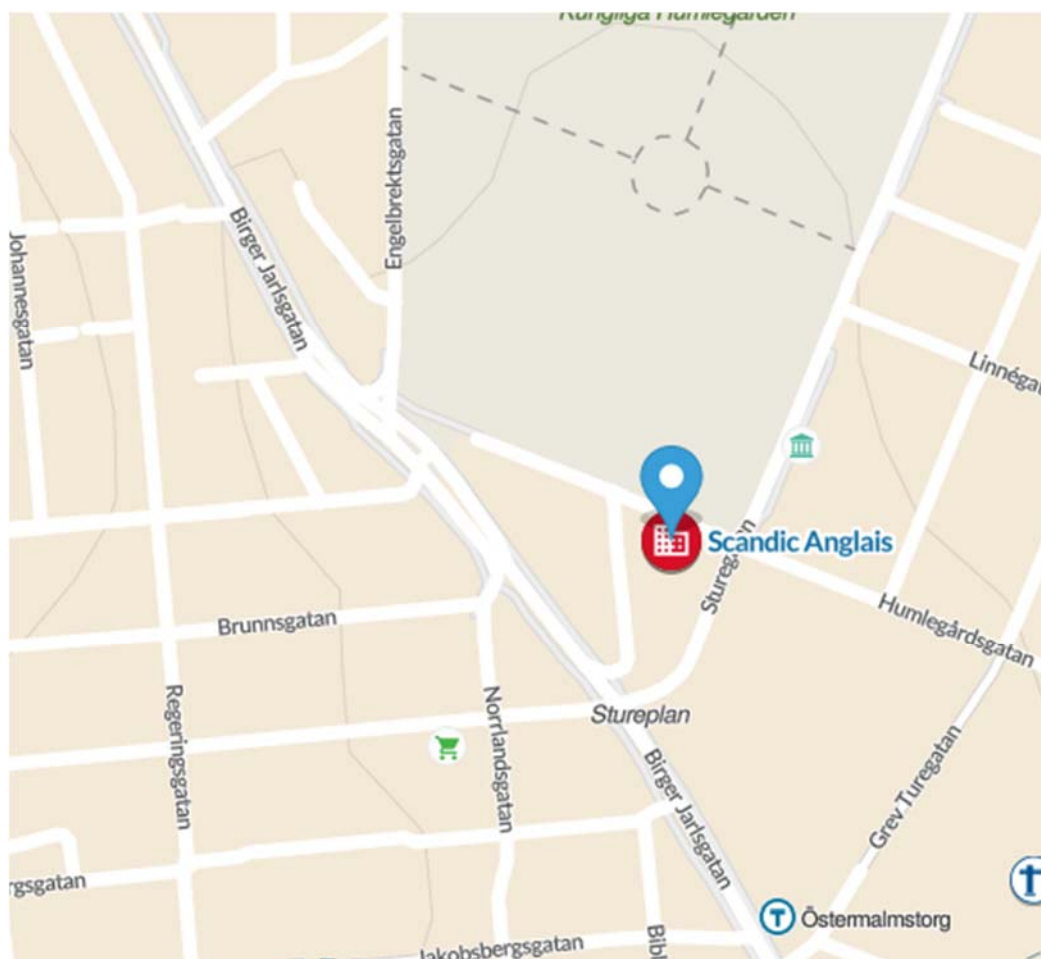 Kungliga Humlegården
Engelbrektsgatan
Birger Jarlsgatan
Johannesgatan
Linnégat
Scandic Anglais
Sturegatan
Humlegårdsgatan
Brunnsgatan
Regeringsgatan
Norrlandsgatan
Stureplan
Birger Jarlsgatan
Grev Turegatan
rgsgatan
T Östermalmstorg
Jakobsbergsgatan
Bibl